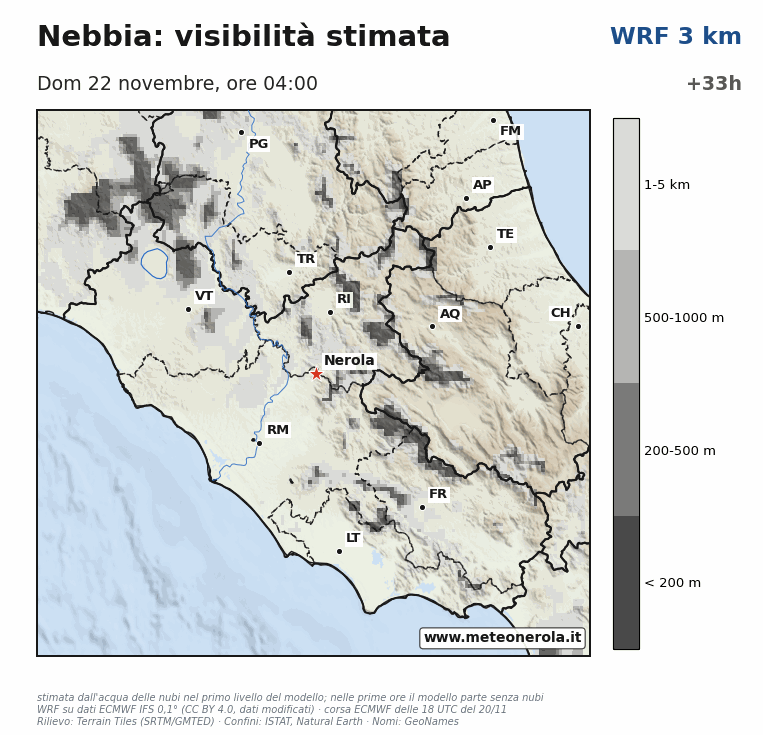 Nebbia: visibilità stimata
WRF 3 km
Dom 22 novembre, ore 04:00
+33h
FM
PG
1-5 km
AP
TE
TR
RI
VT
AQ
CH
500-1000 m
Nerola
RM
200-500 m
FR
LT
< 200 m
www.meteonerola.it
stimata dall'acqua delle nubi nel primo livello del modello; nelle prime ore il modello parte senza nubi
WRF su dati ECMWF IFS 0,1° (CC BY 4.0, dati modificati) · corsa ECMWF delle 18 UTC del 20/11
Rilievo: Terrain Tiles (SRTM/GMTED) · Confini: ISTAT, Natural Earth · Nomi: GeoNames